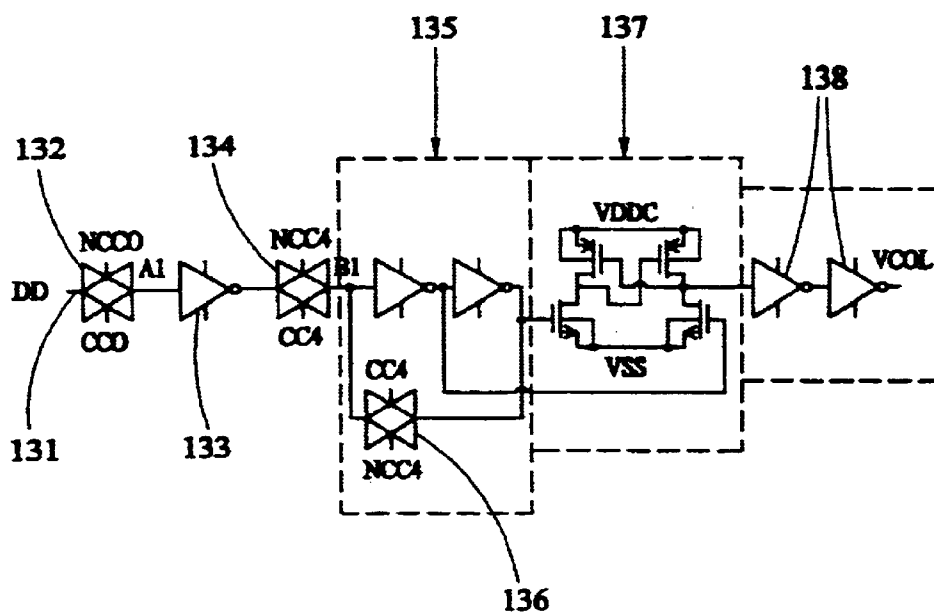 135
137
138
132
134
NCC0
A1
NCC4
B1
VDDC
VCOL
DD
CC0
CC4
VSS
CC4
NCC4
131
133
136